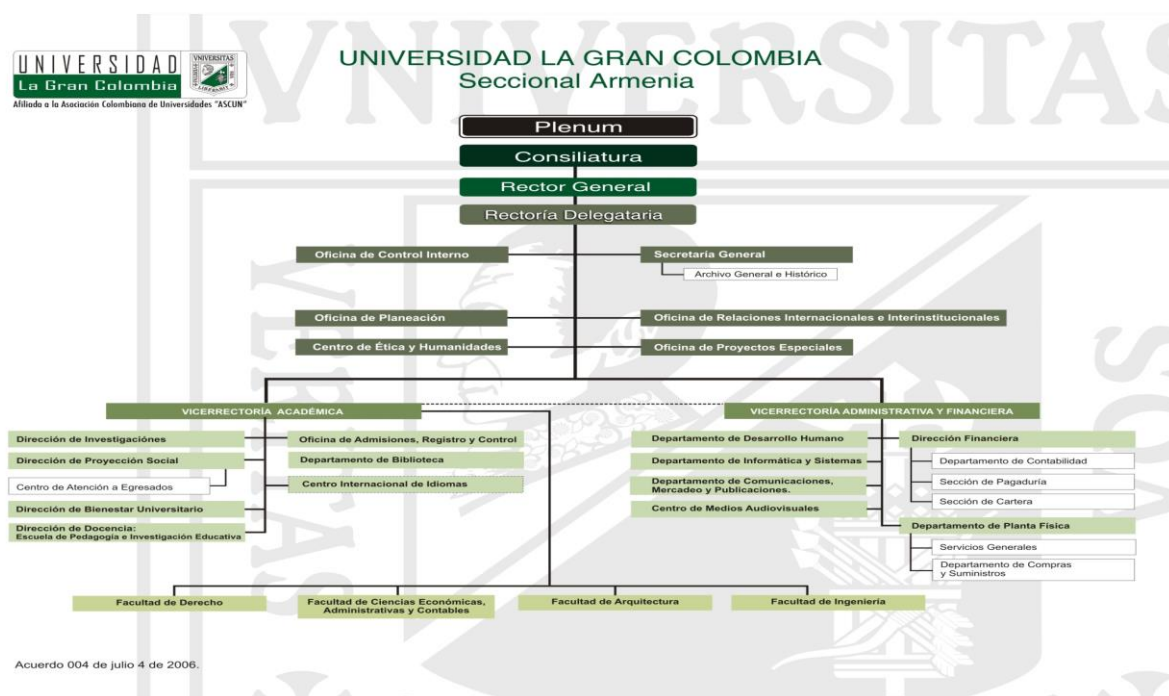 UNIVERSIDAD
La Gran Colombia
Afiliada a la Asociación Colombiana de Universidades "ASCUN"
VNIVERSITAS
UNIVERSIDAD LA GRAN COLOMBIA
Seccional Armenia
VNIVERSITAS
VERITAS
Plenum
Consiliatura
Rector General
Rectoría Delegataria
Oficina de Control Interno
Secretaría General
Archivo General e Histórico
Oficina de Planeación
Oficina de Relaciones Internacionales e Interinstitucionales
Centro de Ética y Humanidades
Oficina de Proyectos Especiales
VICERRECTORÍA ACADÉMICA
VICERRECTORÍA ADMINISTRATIVA Y FINANCIERA
Dirección de Investigaciónes
Oficina de Admisiones, Registro y Control
Dirección de Proyección Social
Departamento de Biblioteca
Centro de Atención a Egresados
Centro Internacional de Idiomas
Dirección de Bienestar Universitario
Dirección de Docencia:
Escuela de Pedagogía e Investigación Educativa
Departamento de Desarrollo Humano
Departamento de Informática y Sistemas
Departamento de Comunicaciones,
Mercadeo y Publicaciones.
Centro de Medios Audiovisuales
Dirección Financiera
Departamento de Contabilidad
Sección de Pagaduría
Sección de Cartera
Departamento de Planta Física
Servicios Generales
Departamento de Compras
y Suministros
Facultad de Derecho
Facultad de Ciencias Económicas,
Administrativas y Contables
Facultad de Arquitectura
Facultad de Ingeniería
Acuerdo 004 de julio 4 de 2006.